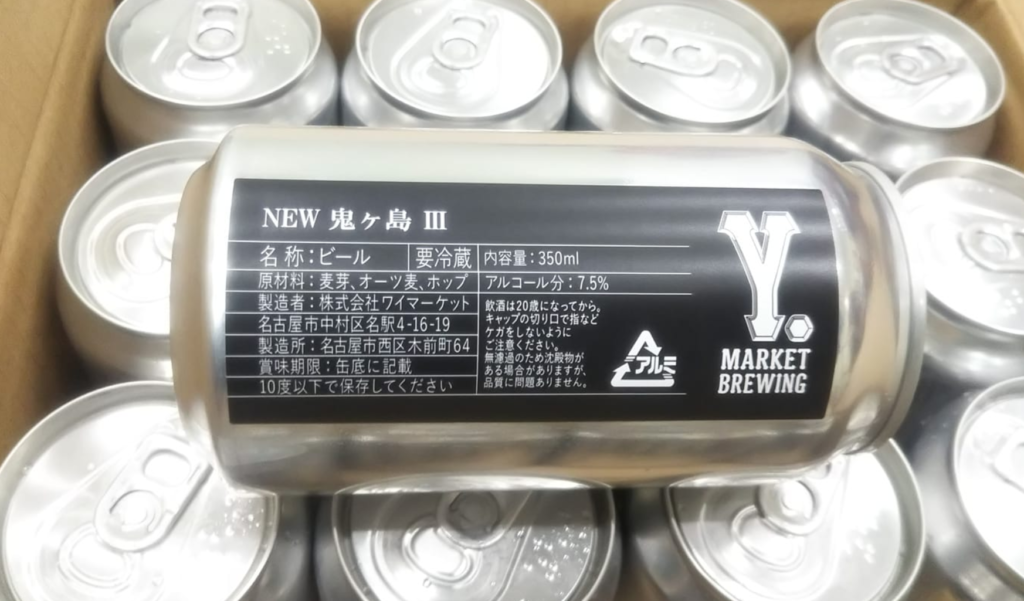 NEW 鬼ヶ島 Ⅲ
名 称：ビール
要冷蔵
原材料：麦芽、オーツ麦、ホップ
製造者：株式会社ワイマーケット
名古屋市中村区名駅4-16-19
製造所：名古屋市西区木前町64
賞味期限：缶底に記載
10度以下で保存してください
内容量：350ml
アルコール分：7.5%
飲酒は20歳になってから。
キャップの切り口で指など
ケガをしないように
ご注意ください。
無濾過のため沈殿物が
ある場合がありますが、
品質に問題ありません。
アルミ
Y.
MARKET
BREWING